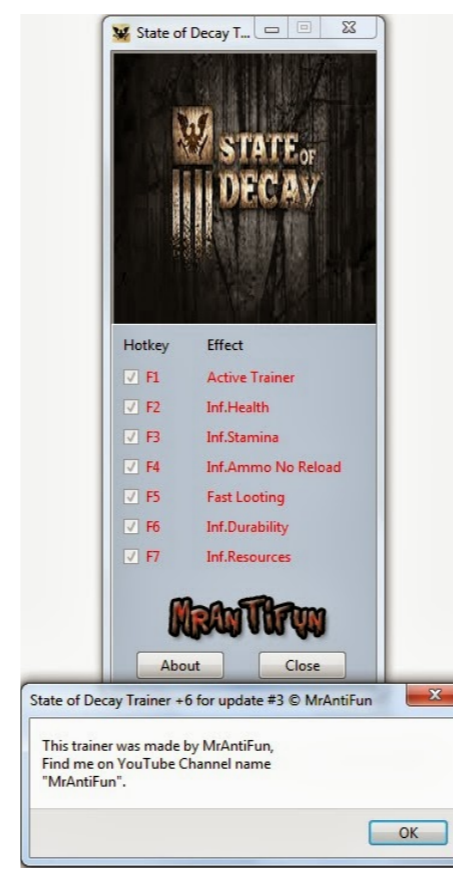 State of Decay T...
STATE OF
DECAY
Hotkey Effect
F1 Active Trainer
F2 Inf.Health
F3 Inf.Stamina
F4 Inf.Ammo No Reload
F5 Fast Looting
F6 Inf.Durability
F7 Inf.Resources
MrAnTiFun
About Close
State of Decay Trainer +6 for update #3 © MrAntiFun
This trainer was made by MrAntiFun,
Find me on YouTube Channel name
"MrAntiFun".
OK